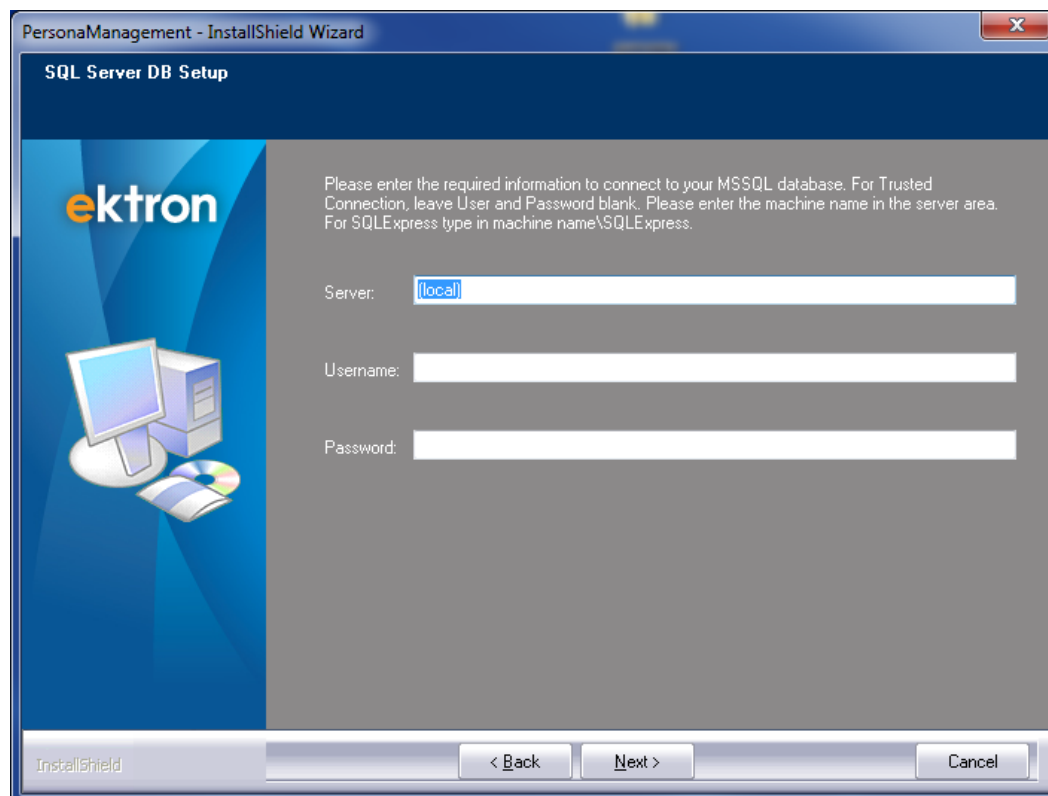 PersonaManagement - InstallShield Wizard
SQL Server DB Setup
ektron
Please enter the required information to connect to your MSSQL database. For Trusted
Connection, leave User and Password blank. Please enter the machine name in the server area.
For SQLExpress type in machine name\SQLExpress.
Server:
(local)
Username:
Password:
InstallShield
< Back
Next >
Cancel